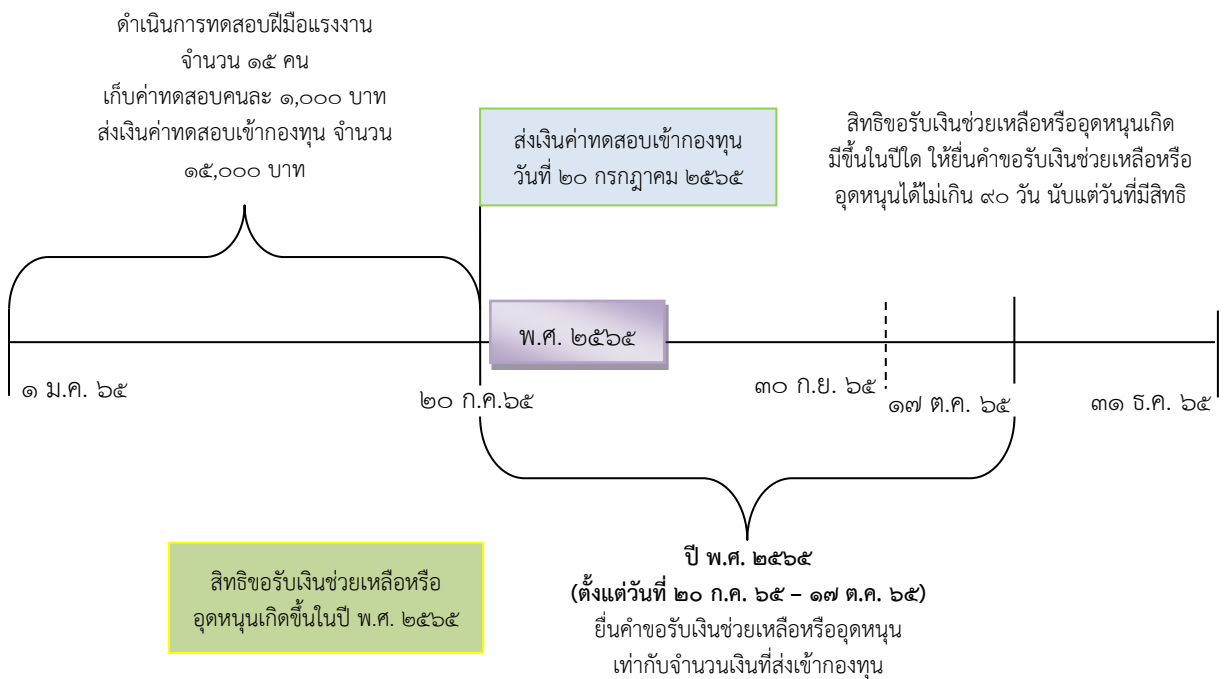 ดำเนินการทดสอบฝีมือแรงงาน
จำนวน ๑๕ คน
เก็บค่าทดสอบคนละ ๑,๐๐๐ บาท
ส่งเงินค่าทดสอบเข้ากองทุน จำนวน
๑๕,๐๐๐ บาท
ส่งเงินค่าทดสอบเข้ากองทุน
วันที่ ๒๐ กรกฎาคม ๒๕๖๕
สิทธิขอรับเงินช่วยเหลือหรืออุดหนุนเกิด
มีขึ้นในปีใด ให้ยื่นคำขอรับเงินช่วยเหลือหรือ
อุดหนุนได้ไม่เกิน ๙๐ วัน นับแต่วันที่มีสิทธิ
พ.ศ. ๒๕๖๕
๑ ม.ค. ๖๕
๒๐ ก.ค.๖๕
๓๐ ก.ย. ๖๕
๑๗ ต.ค. ๖๕
๓๑ ธ.ค. ๖๕
สิทธิขอรับเงินช่วยเหลือหรือ
อุดหนุนเกิดขึ้นในปี พ.ศ. ๒๕๖๕
ปี พ.ศ. ๒๕๖๕
(ตั้งแต่วันที่ ๒๐ ก.ค. ๖๕ – ๑๗ ต.ค. ๖๕)
ยื่นคำขอรับเงินช่วยเหลือหรืออุดหนุน
เท่ากับจำนวนเงินที่ส่งเข้ากองทุน